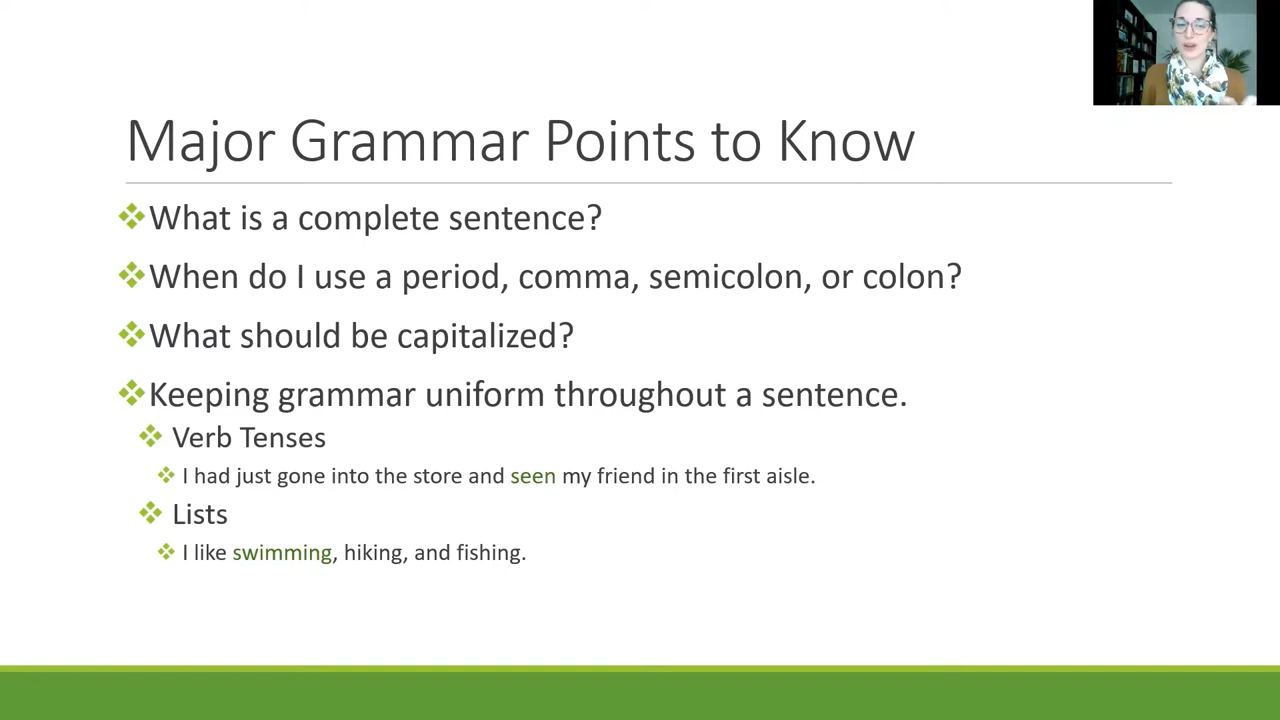 Major Grammar Points to Know
What is a complete sentence?
When do I use a period, comma, semicolon, or colon?
What should be capitalized?
Keeping grammar uniform throughout a sentence.
Verb Tenses
I had just gone into the store and seen my friend in the first aisle.
Lists
I like swimming, hiking, and fishing.